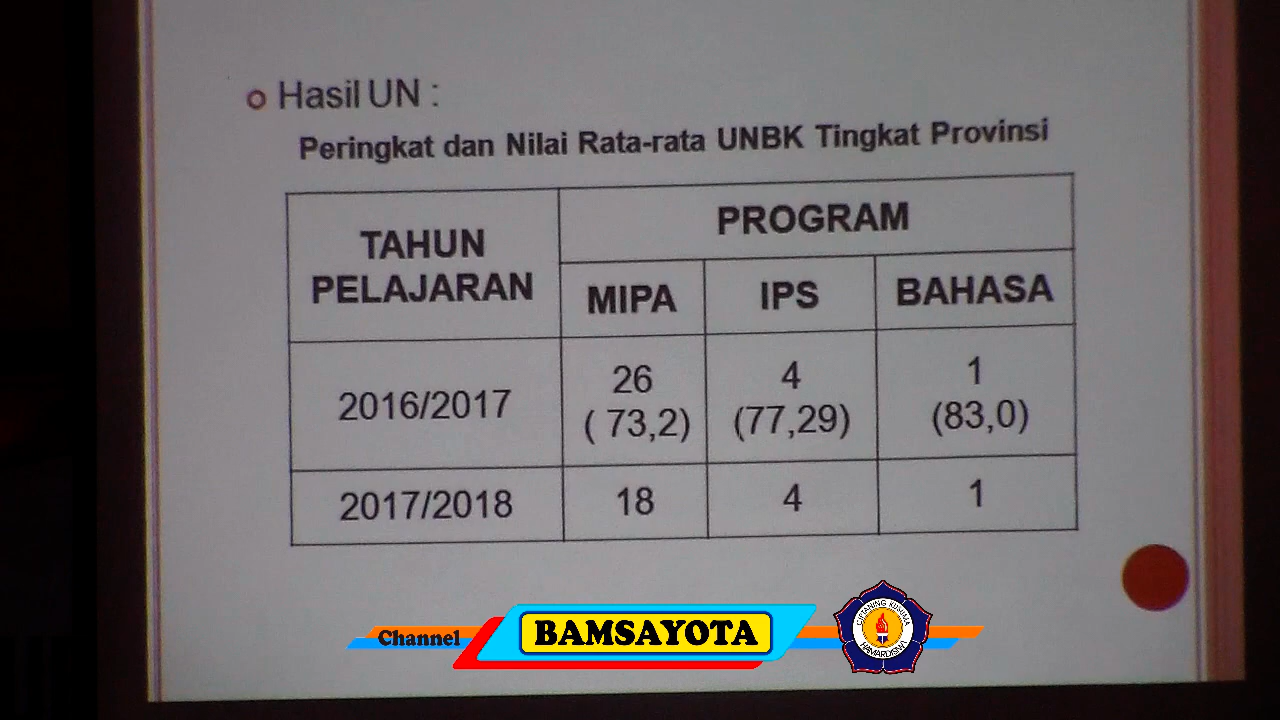 Hasil UN :
Peringkat dan Nilai Rata-rata UNBK Tingkat Provinsi
TAHUN PELAJARAN
PROGRAM
MIPA
IPS
BAHASA
2016/2017
26
( 73,2)
4
(77,29)
1
(83,0)
2017/2018
18
4
1
Channel
BAMSAYOTA